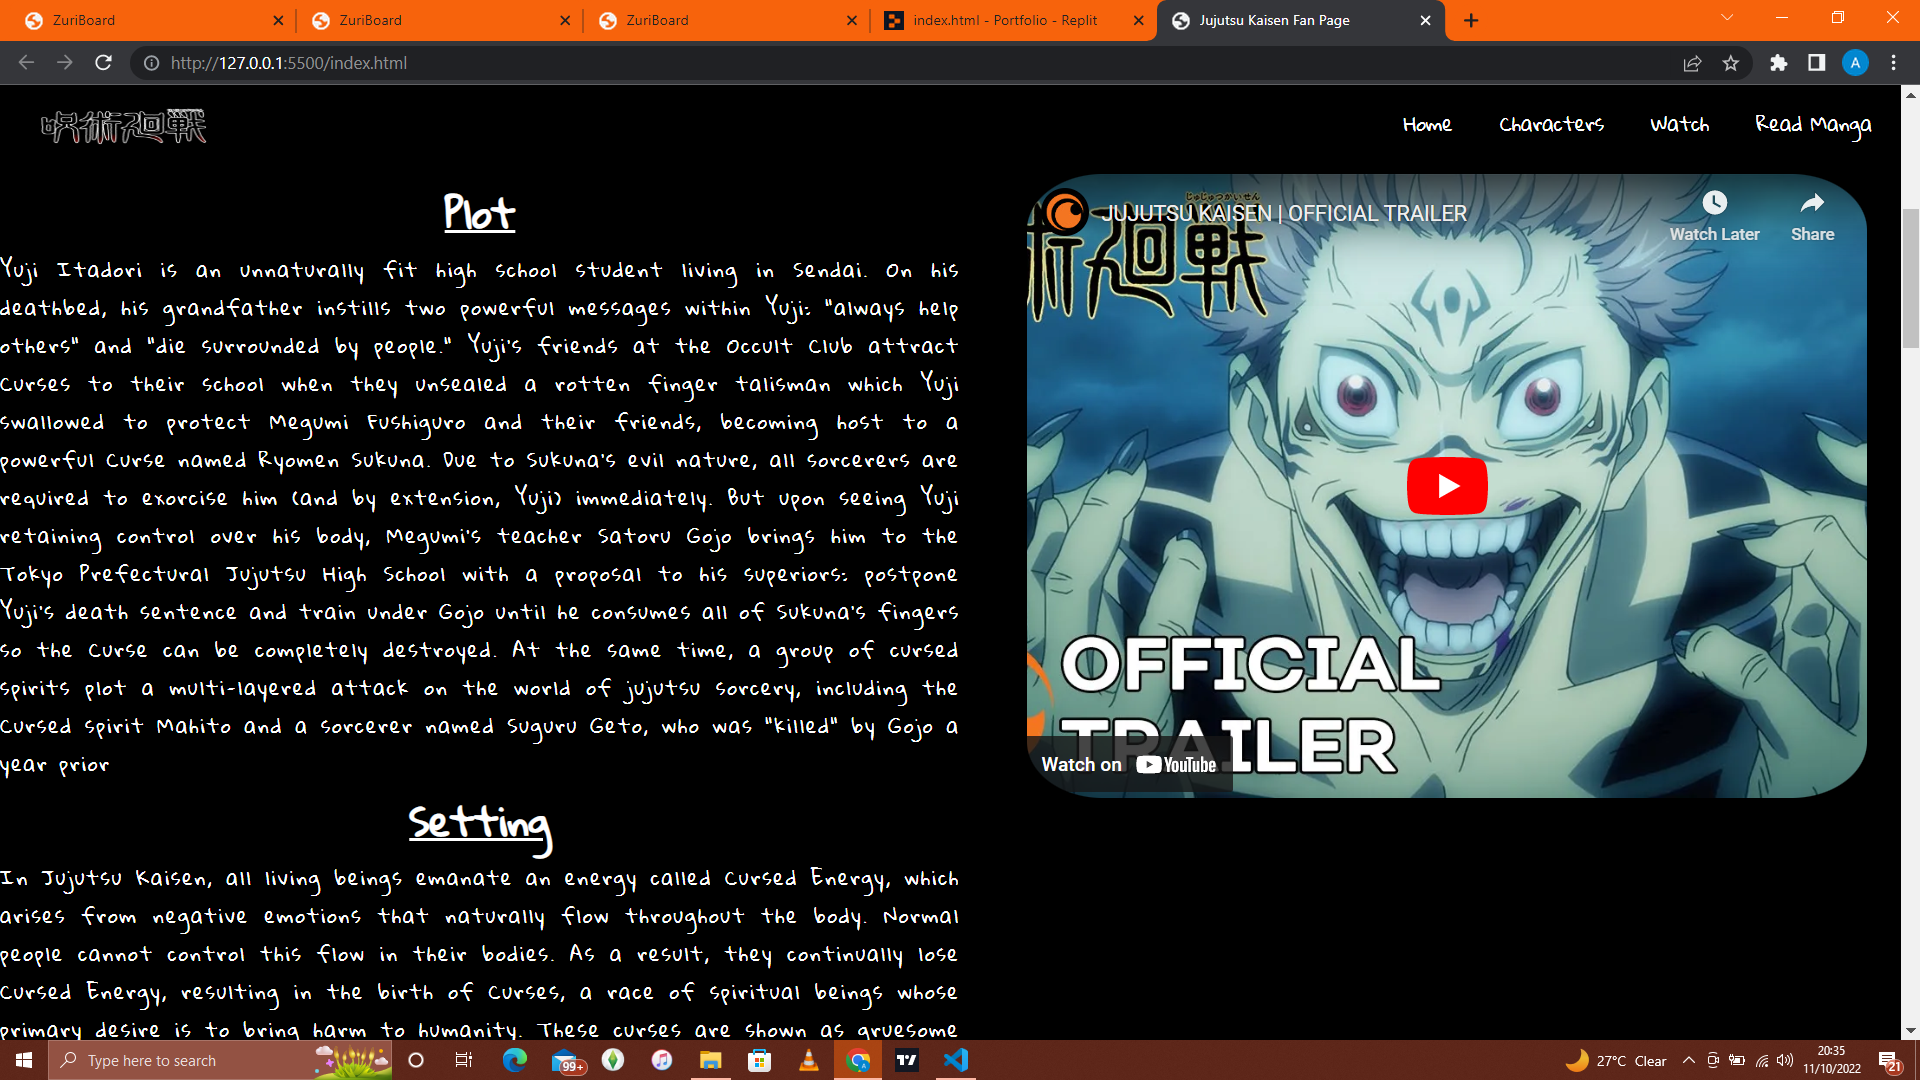 ZuriBoard
ZuriBoard
ZuriBoard
index.html - Portfolio - Replit
Jujutsu Kaisen Fan Page
http://127.0.0.1:5500/index.html
A
呪術廻戦
Home
Characters
Watch
Read Manga
Plot
Yuji Itadori is an unnaturally fit high school student living in Sendai. On his
deathbed, his grandfather instills two powerful messages within Yuji: "always help
others" and "die surrounded by people." Yuji's friends at the Occult Club attract
Curses to their school when they unsealed a rotten finger talisman which Yuji
swallowed to protect Megumi Fushiguro and their friends, becoming host to a
powerful Curse named Ryomen Sukuna. Due to Sukuna's evil nature, all sorcerers are
required to exorcise him (and by extension, Yuji) immediately. But upon seeing Yuji
retaining control over his body, Megumi's teacher Satoru Gojo brings him to the
Tokyo Prefectural Jujutsu High School with a proposal to his superiors: postpone
Yuji's death sentence and train under Gojo until he consumes all of Sukuna's fingers
so the Curse can be completely destroyed. At the same time, a group of cursed
spirits plot a multi-layered attack on the world of jujutsu sorcery, including the
Cursed spirit Mahito and a sorcerer named Suguru Geto, who was "killed" by Gojo a
year prior
Setting
In Jujutsu Kaisen, all living beings emanate an energy called Cursed Energy, which
arises from negative emotions that naturally flow throughout the body. Normal
people cannot control this flow in their bodies. As a result, they continually lose
Cursed Energy, resulting in the birth of Curses, a race of spiritual beings whose
primary desire is to bring harm to humanity. These curses are shown as gruesome
JUJUTSU KAISEN | OFFICIAL TRAILER
じゅじゅつかいせん
術廻戦
Watch Later
Share
OFFICIAL
TRAILER
Watch on YouTube
Type here to search
99+
27°C Clear
20:35
11/10/2022
21